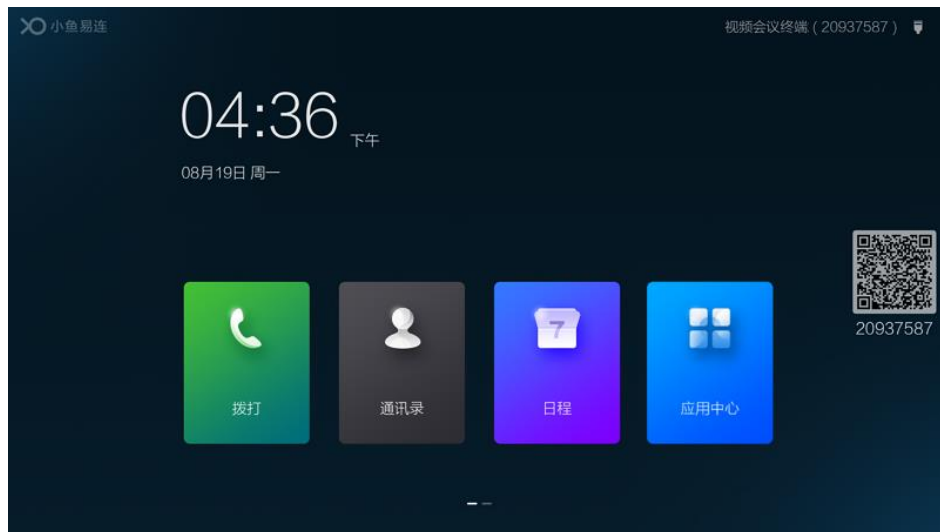 小鱼易连
视频会议终端 ( 20937587 )
04:36 下午
08月19日 周一
20937587
7
拨打
通讯录
日程
应用中心